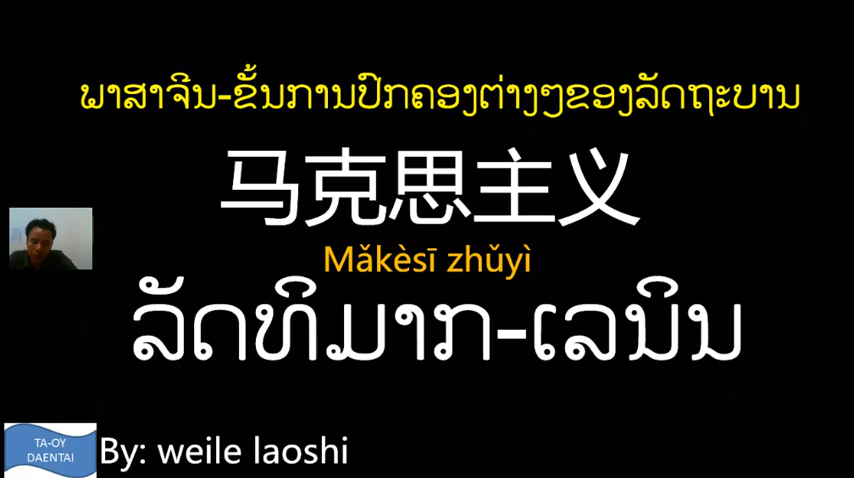 ພາສາຈີນ-ຂັ້ນການປົກຄອງຕ່າງໆຂອງລັດຖະບານ
马克思主义
Mǎkèsī zhǔyì
ລັດທິມາກ-ເລນິນ
TA-OY
DAENTAI
By: weile laoshi